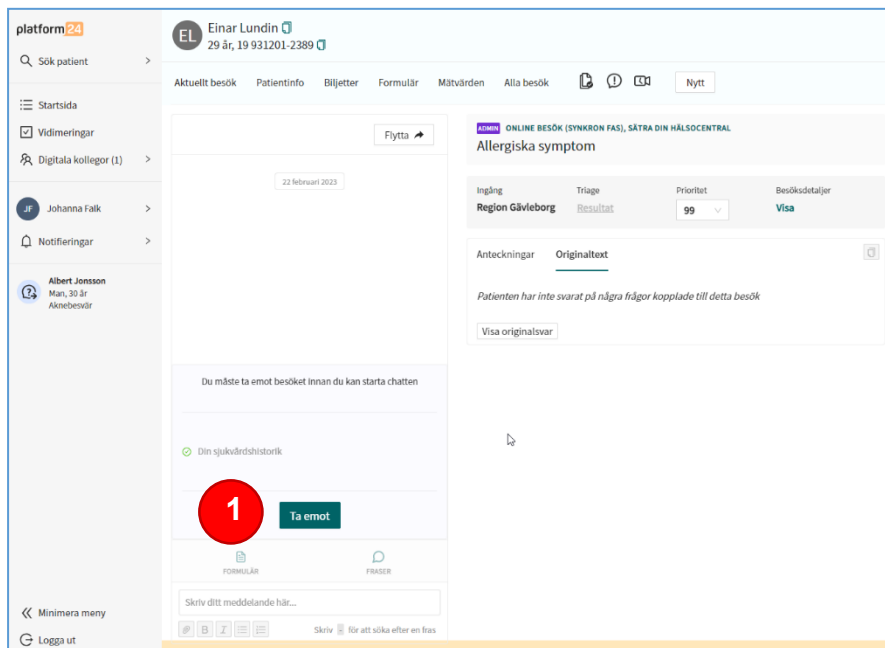 platform24
Sök patient
Startsida
Vidimeringar
Digitala kollegor (1)
JF Johanna Falk
Notifieringar
Albert Jonsson
Man, 30 år
Aknebesvär
Minimera meny
Logga ut
EL Einar Lundin
29 år, 19 931201-2389
Aktuellt besök Patientinfo Biljetter Formulär Mätvärden Alla besök Nytt
Flytta
22 februari 2023
Du måste ta emot besöket innan du kan starta chatten
Din sjukvårdshistorik
1 Ta emot
FORMULÄR FRASER
Skriv ditt meddelande här...
B I Skriv - för att söka efter en fras
ADMIN ONLINE BESÖK (SYNKRON FAS), SÄTRA DIN HÄLSOCENTRAL
Allergiska symptom
Ingång Triage Prioritet Besöksdetaljer
Region Gävleborg Resultat 99 Visa
Anteckningar Originaltext
Patienten har inte svarat på några frågor kopplade till detta besök
Visa originalsvar